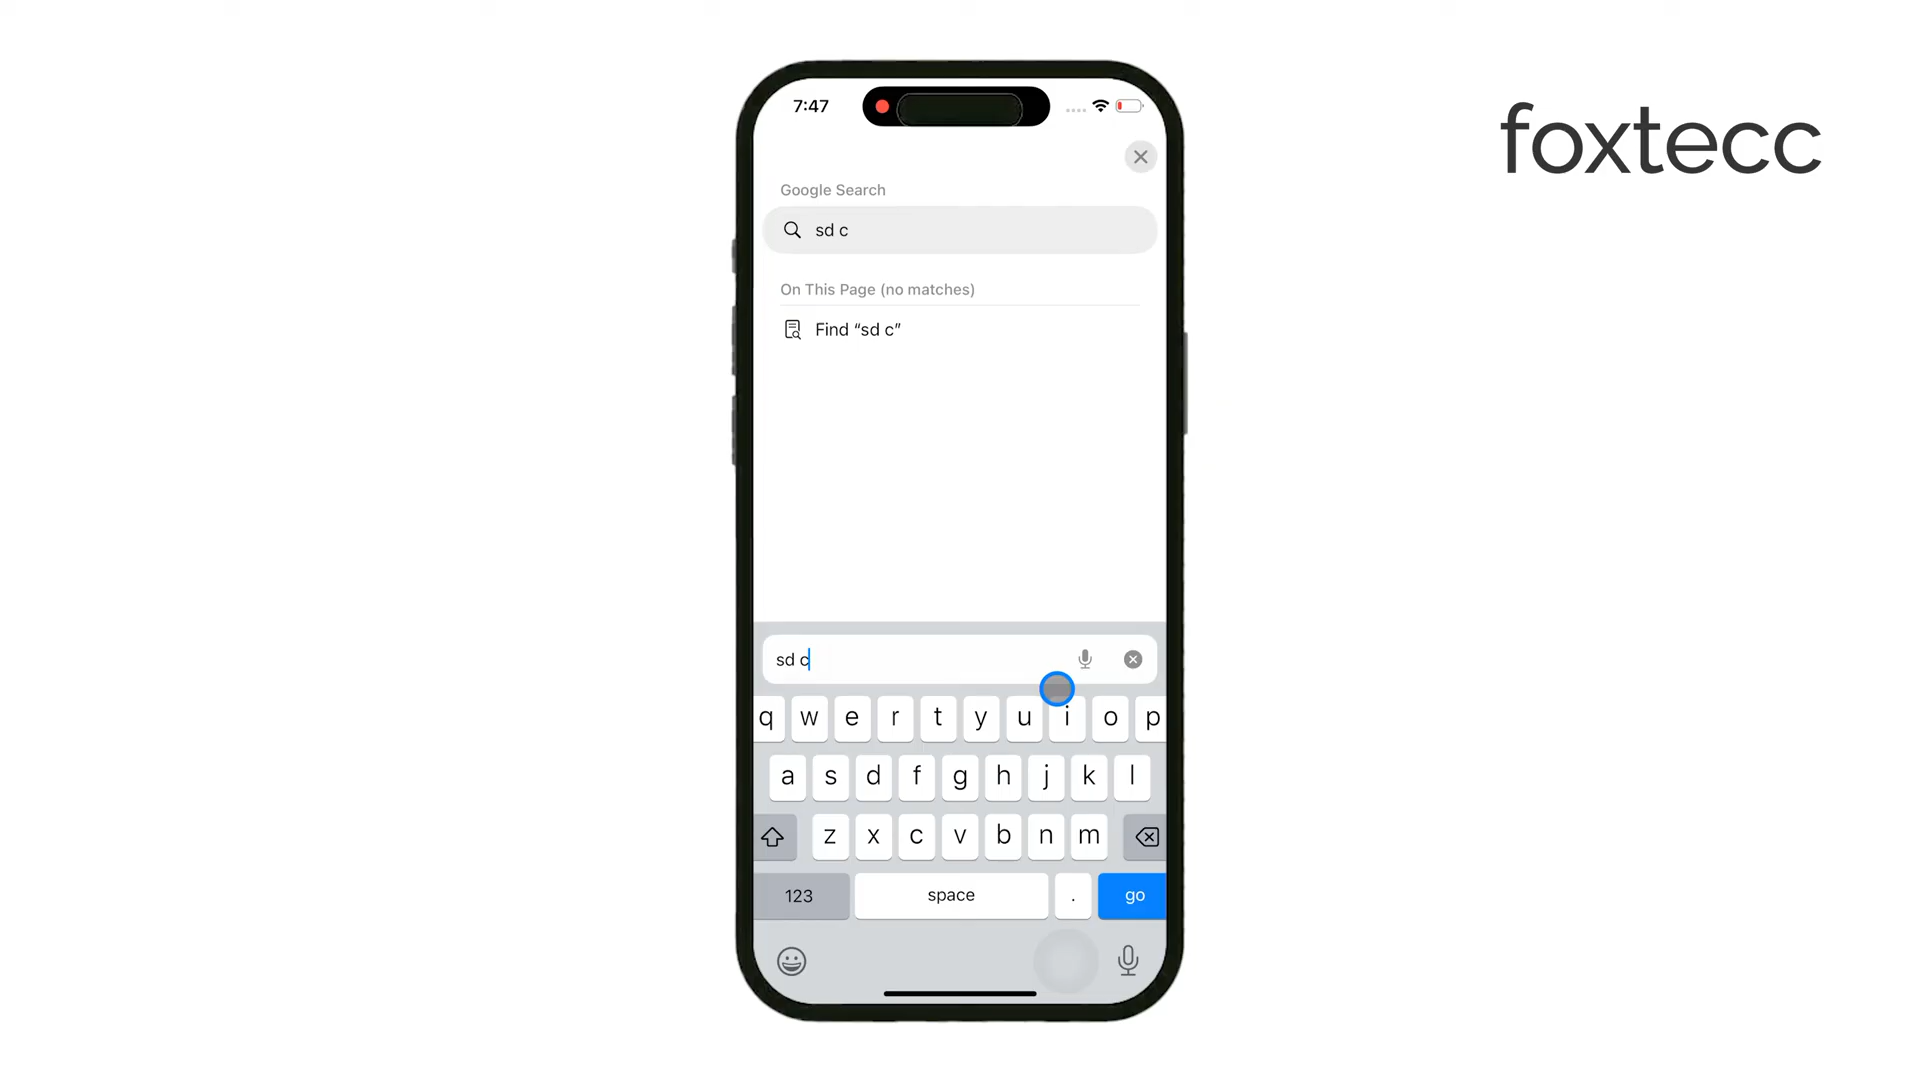 foxtecc
7:47
Google Search
sd c
On This Page (no matches)
Find “sd c”
sd c
q w e r t y u i o p
a s d f g h j k l
z x c v b n m
123 space . go